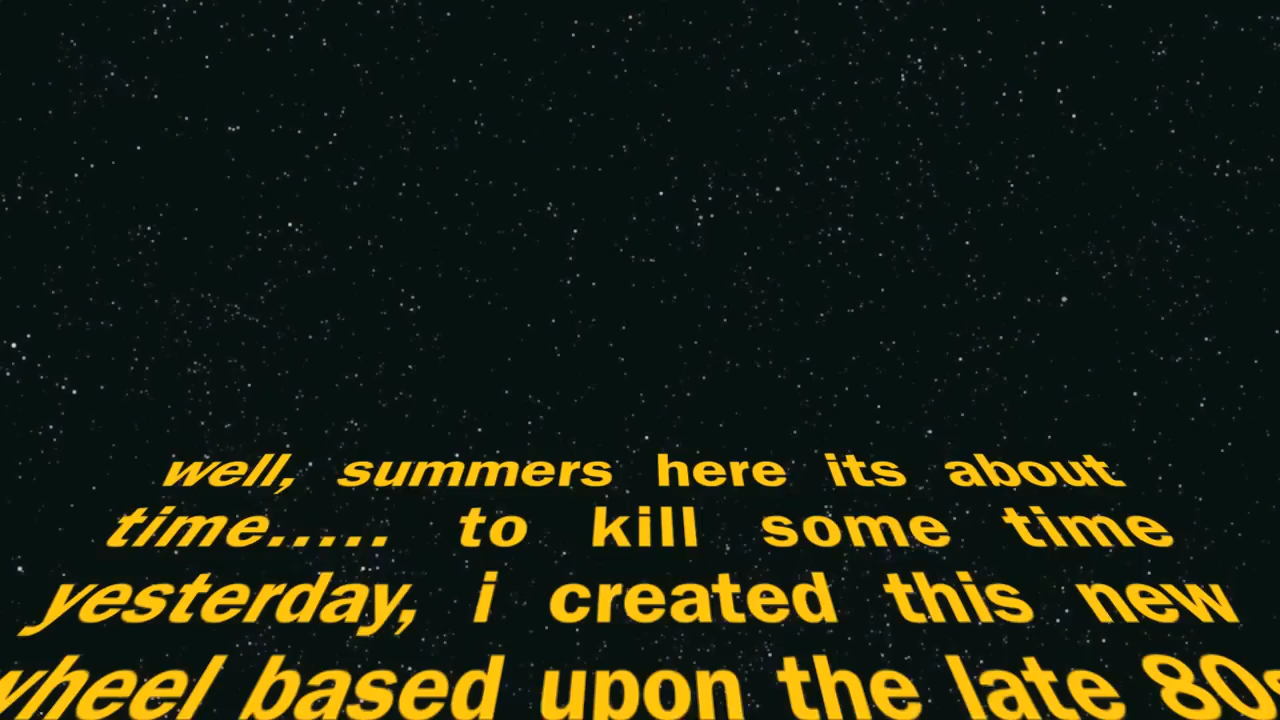 well, summers here its about
time..... to kill some time
yesterday, i created this new
wheel based upon the late 80s